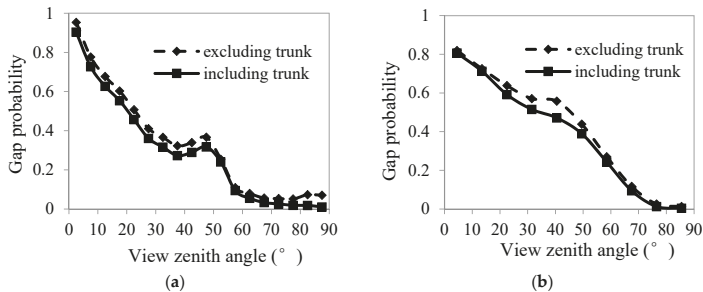 1
0.8
0.6
0.4
0.2
0
Gap probability
excluding trunk
including trunk
0 10 20 30 40 50 60 70 80 90
View zenith angle (° )
(a)
1
0.8
0.6
0.4
0.2
0
Gap probability
excluding trunk
including trunk
0 10 20 30 40 50 60 70 80 90
View zenith angle (° )
(b)